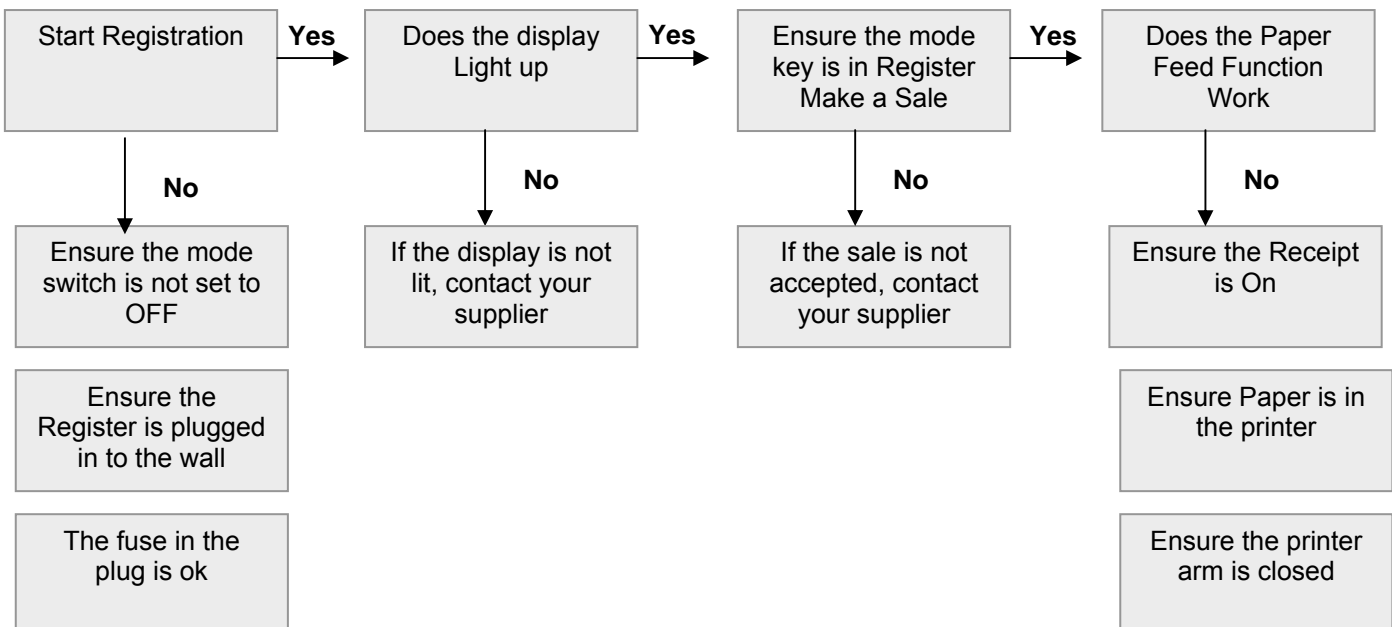 Start Registration
Yes
Does the display
Light up
Yes
Ensure the mode
key is in Register
Make a Sale
Yes
Does the Paper
Feed Function
Work
No
No
No
No
Ensure the mode
switch is not set to
OFF
If the display is not
lit, contact your
supplier
If the sale is not
accepted, contact
your supplier
Ensure the Receipt
is On
Ensure the
Register is plugged
in to the wall
Ensure Paper is in
the printer
The fuse in the
plug is ok
Ensure the printer
arm is closed